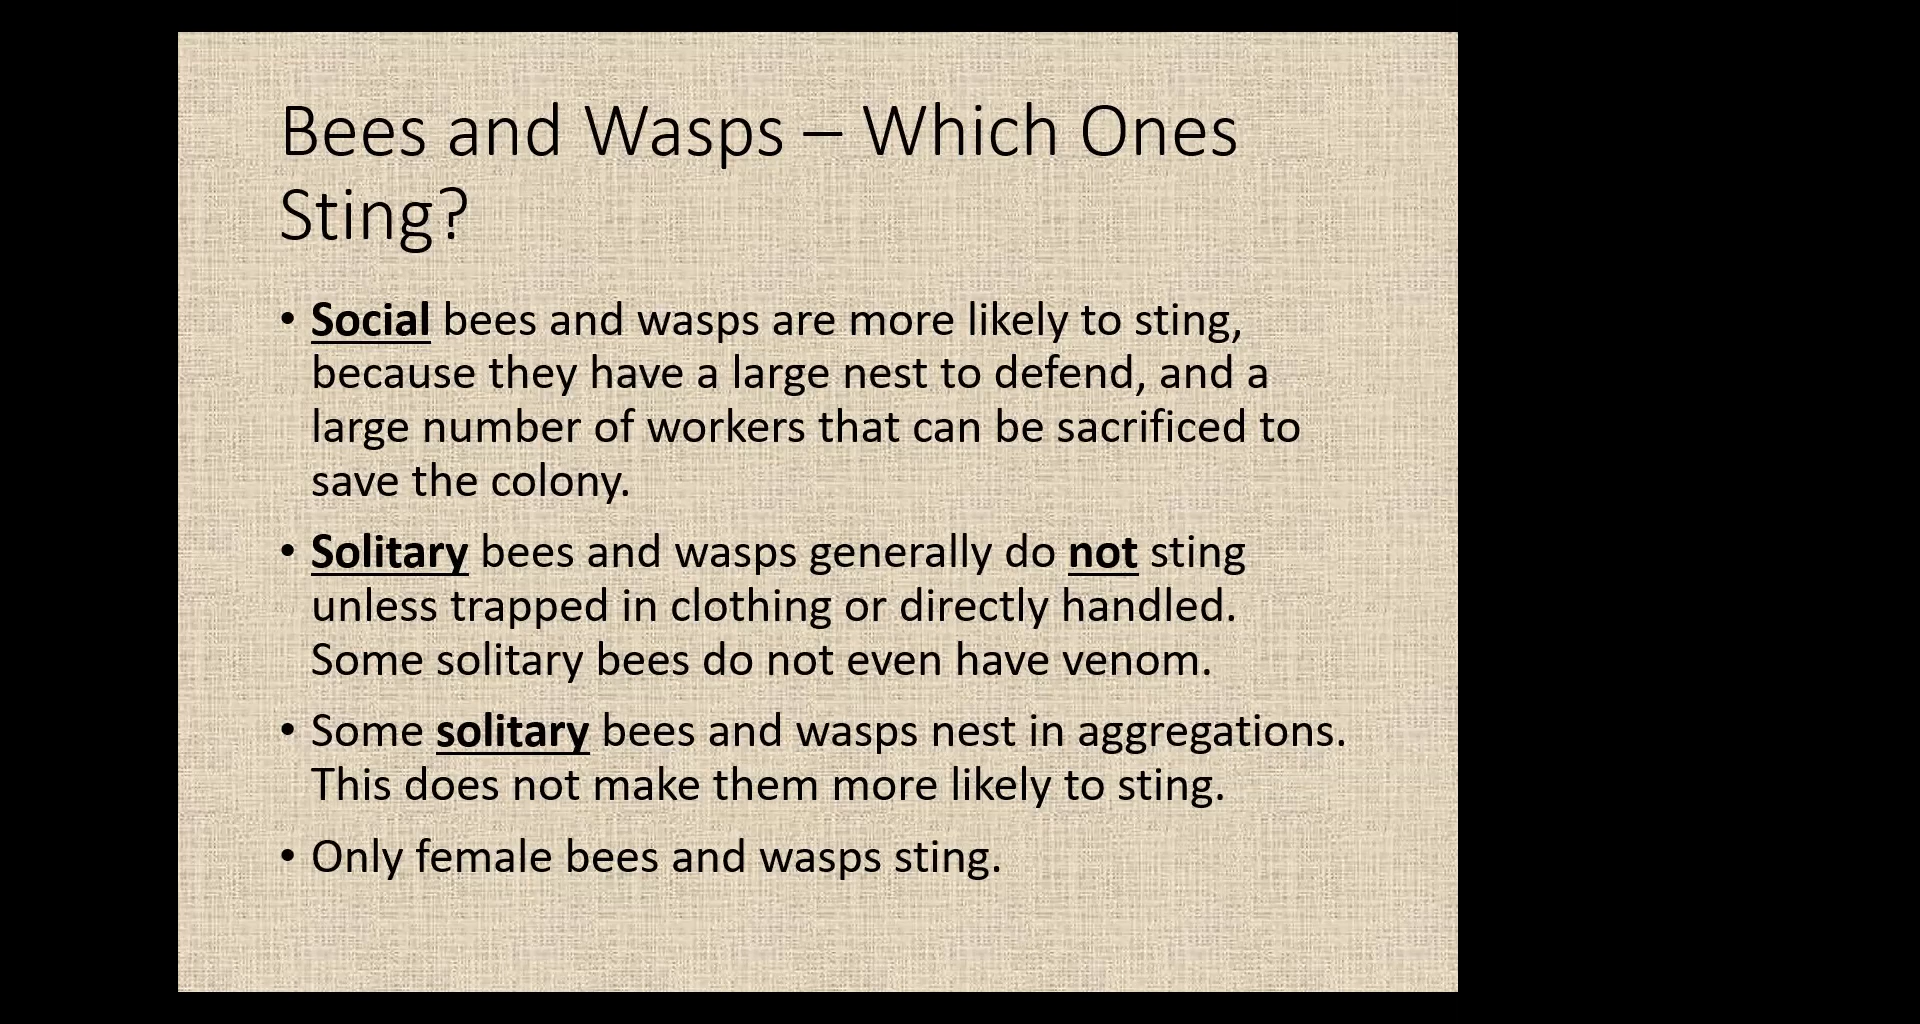 Bees and Wasps – Which Ones
Sting?
• Social bees and wasps are more likely to sting,
because they have a large nest to defend, and a
large number of workers that can be sacrificed to
save the colony.
• Solitary bees and wasps generally do not sting
unless trapped in clothing or directly handled.
Some solitary bees do not even have venom.
• Some solitary bees and wasps nest in aggregations.
This does not make them more likely to sting.
• Only female bees and wasps sting.